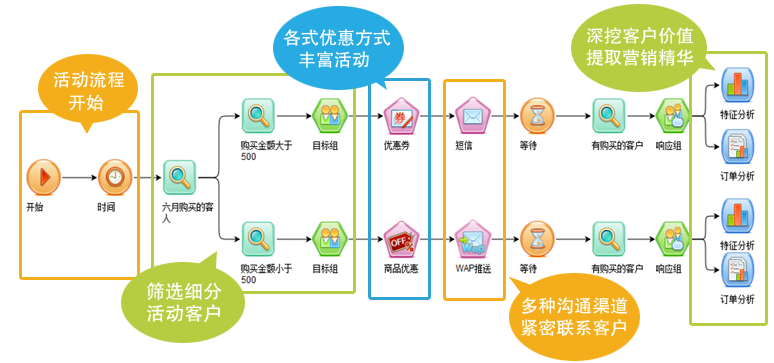 各式优惠方式
丰富活动
深挖客户价值
提取营销精华
活动流程
开始
购买金额大于
500
目标组
优惠券
短信
等待
有购买的客户
响应组
特征分析
订单分析
开始
时间
六月购买的客
人
购买金额小于
500
目标组
OFF%
商品优惠
WAP
WAP推送
等待
有购买的客户
响应组
特征分析
订单分析
筛选细分
活动客户
多种沟通渠道
紧密联系客户
券